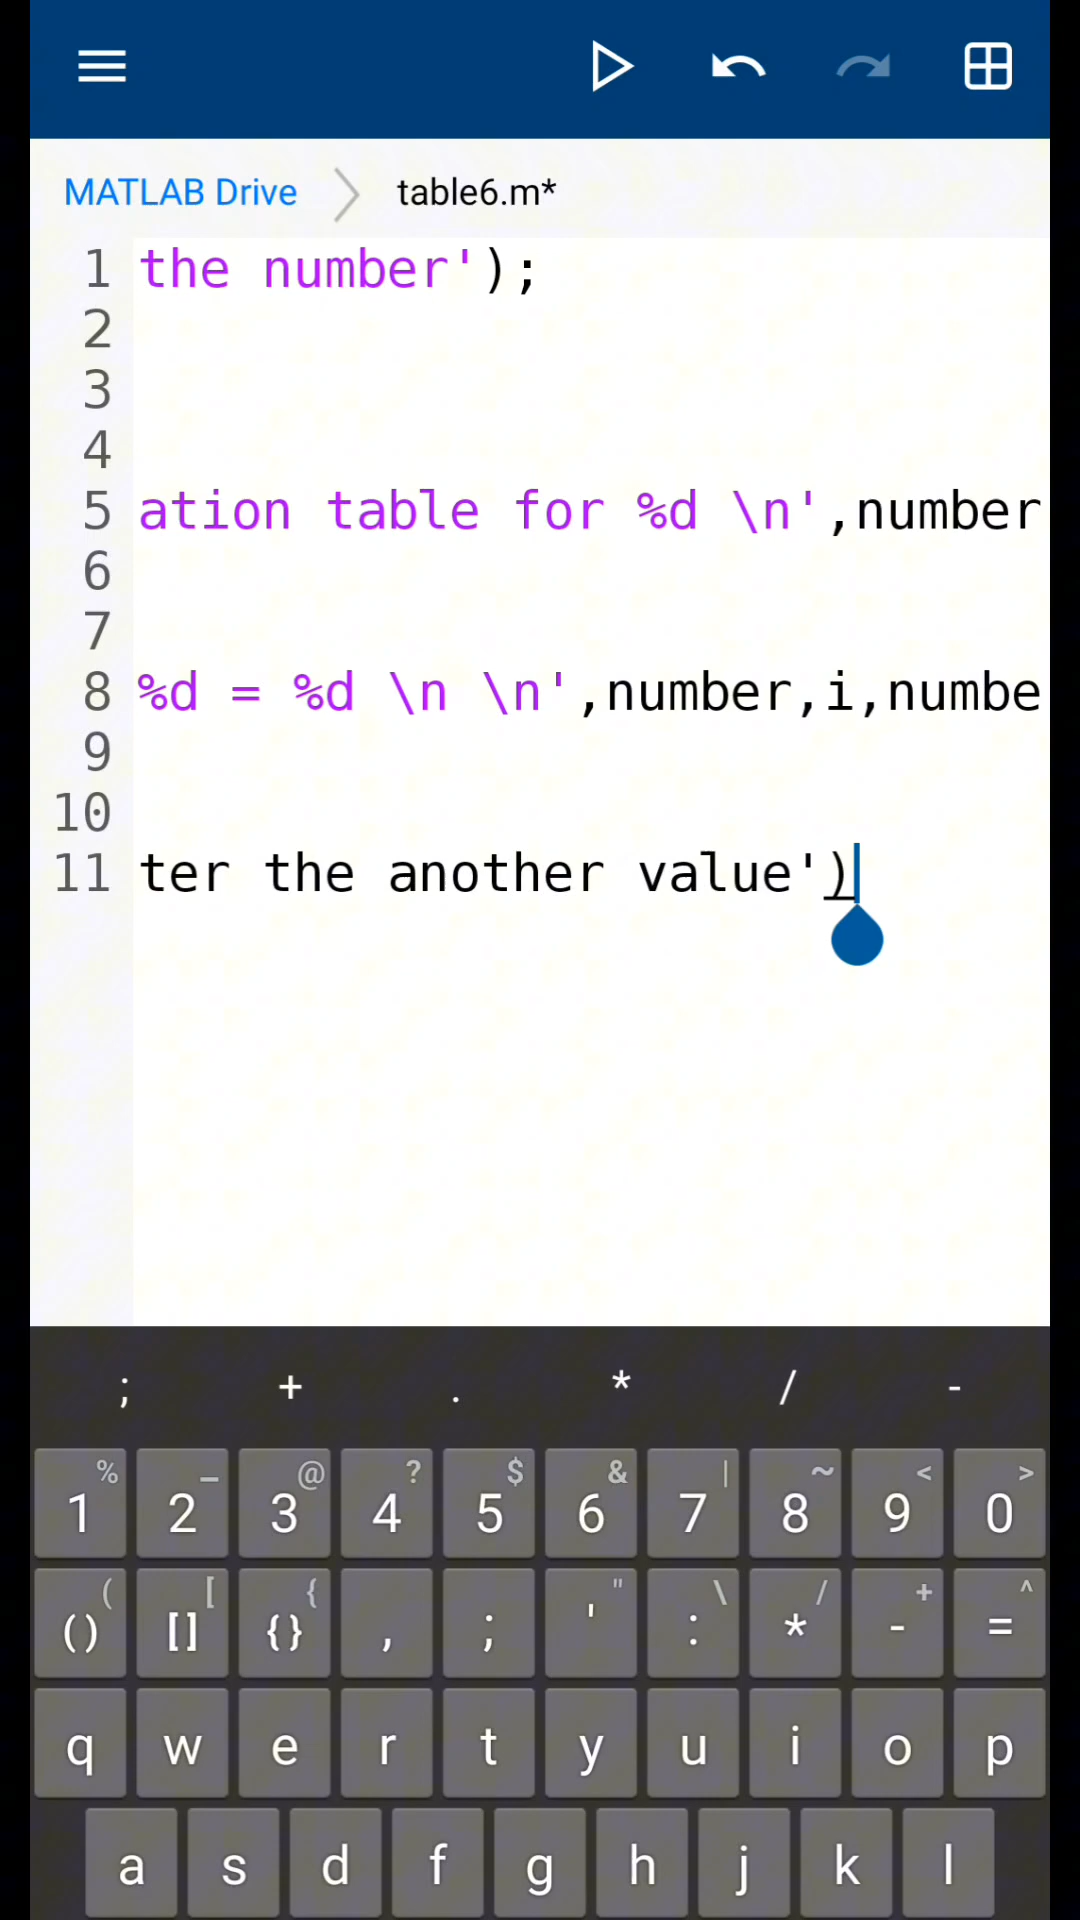 MATLAB Drive table6.m*
1 the number');
2
3
4
5 ation table for %d \n',number
6
7
8 %d = %d \n \n',number,i,numbe
9
10
11 ter the another value')
; + . * / -
% _ @ ? $ & | ~ < >
1 2 3 4 5 6 7 8 9 0
( [ { " \ / + ^
() [] {} , ; ' : * - =
q w e r t y u i o p
a s d f g h j k l